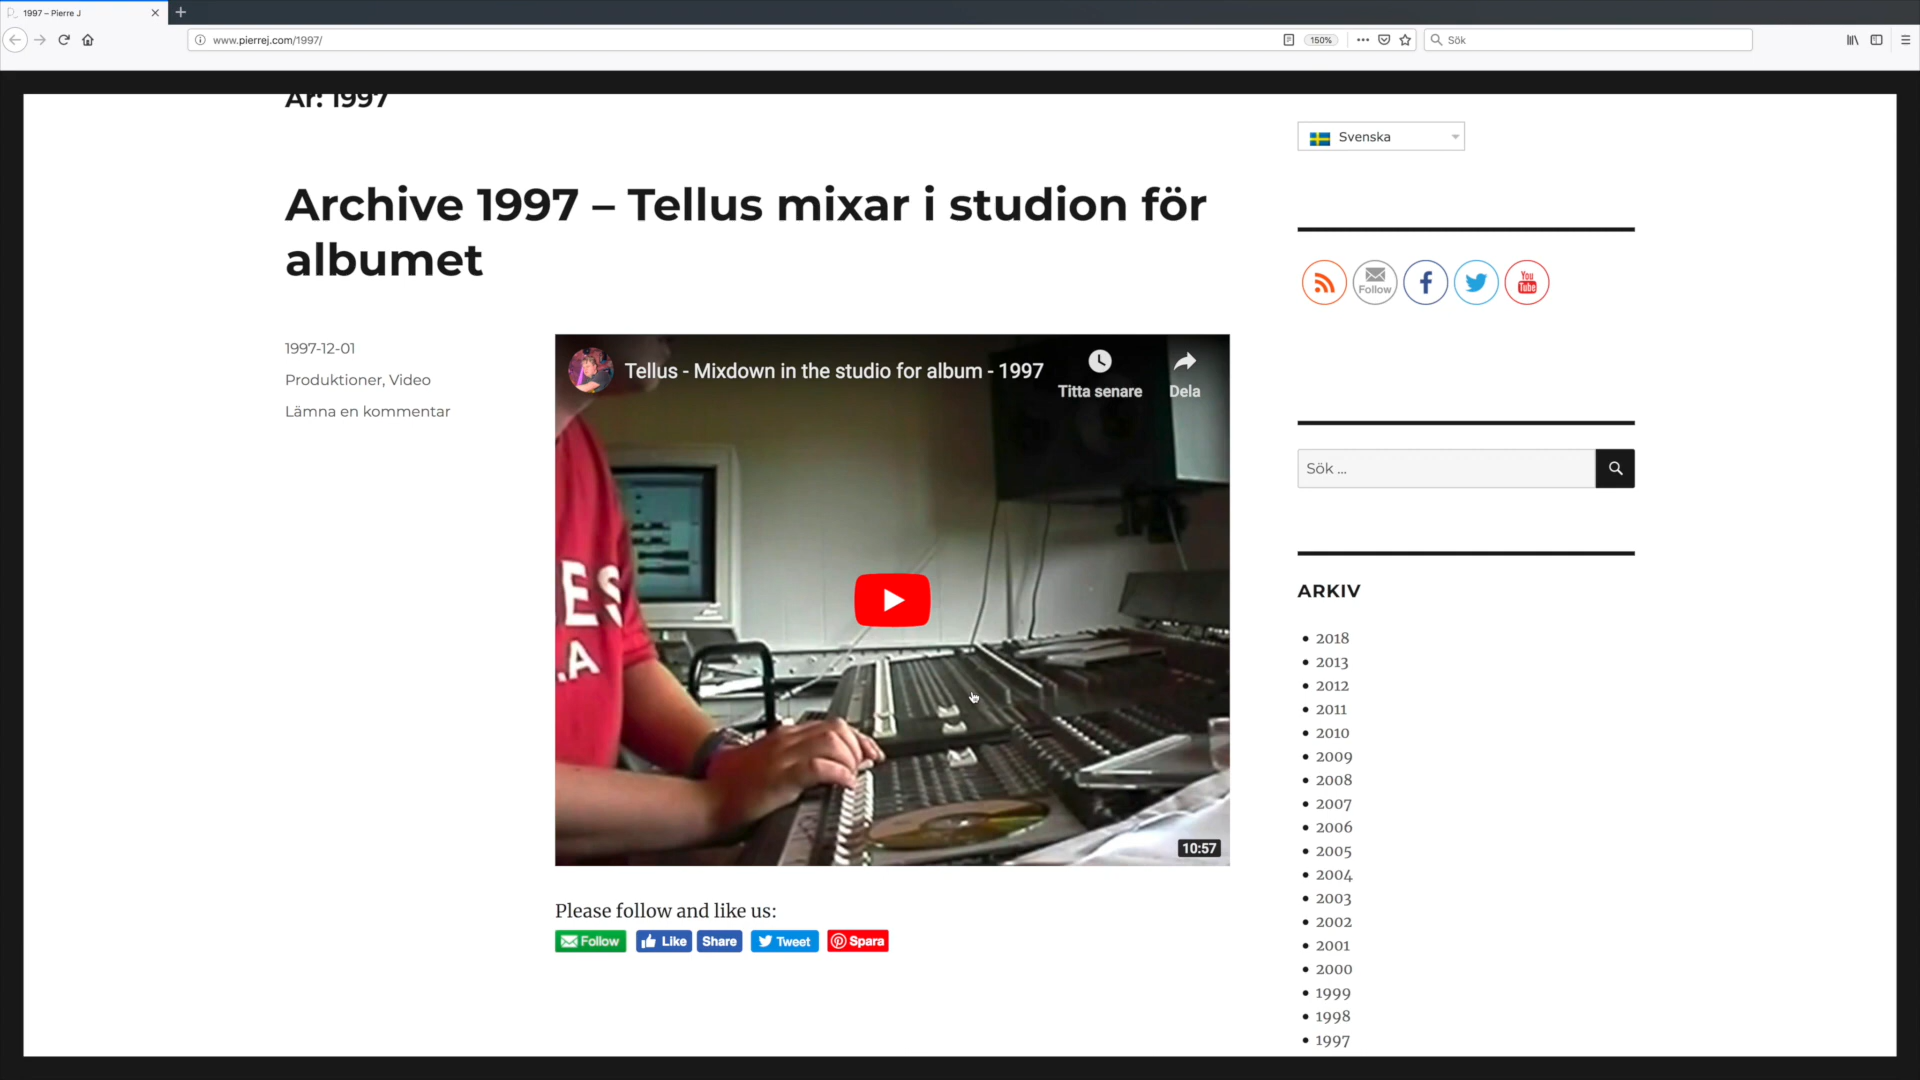 1997 – Pierre J
www.pierrej.com/1997/
150%
Sök
År: 1997
Archive 1997 – Tellus mixar i studion för
albumet
1997-12-01
Produktioner, Video
Lämna en kommentar
Tellus - Mixdown in the studio for album - 1997
Titta senare
Dela
ES
.A
10:57
Please follow and like us:
Follow
Like
Share
Tweet
Spara
Svenska
Follow
You
Tube
Sök ...
ARKIV
2018
2013
2012
2011
2010
2009
2008
2007
2006
2005
2004
2003
2002
2001
2000
1999
1998
1997